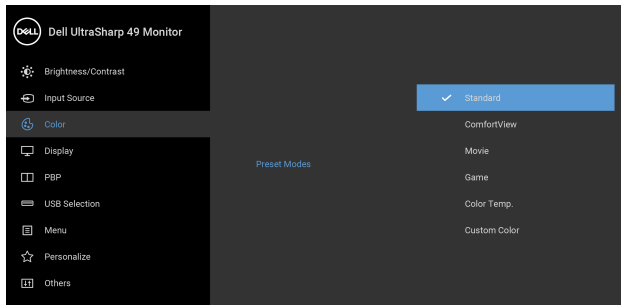 DELL Dell UltraSharp 49 Monitor
Brightness/Contrast
Input Source
Color
Display
PBP
USB Selection
Menu
Personalize
Others
Preset Modes
Standard
ComfortView
Movie
Game
Color Temp.
Custom Color